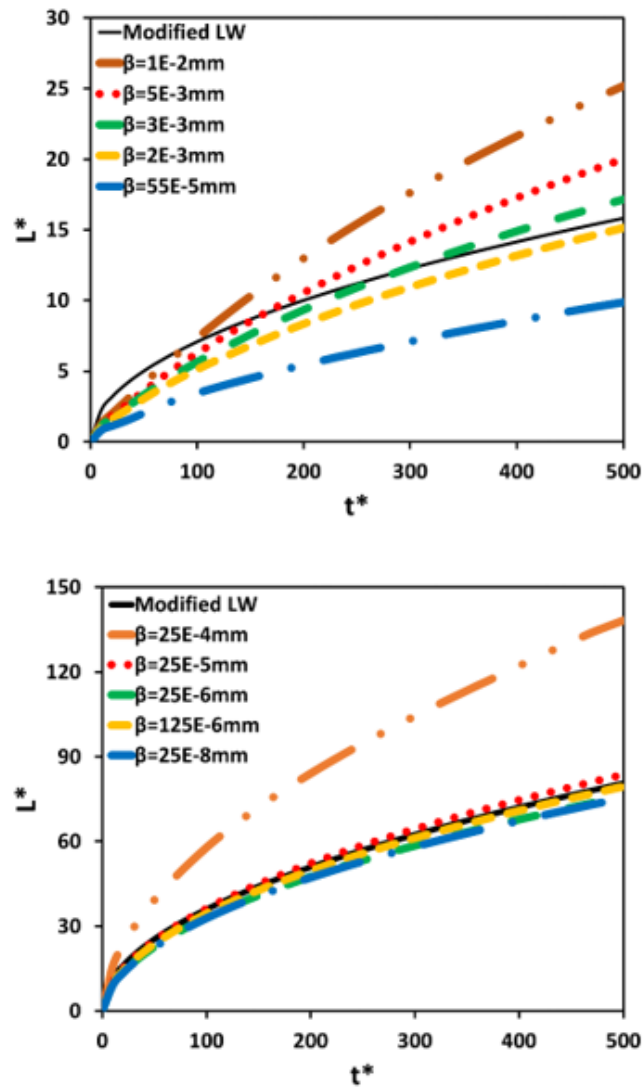 30
25
20
15
10
5
0
L*
Modified LW
β=1E-2mm
β=5E-3mm
β=3E-3mm
β=2E-3mm
β=55E-5mm
0 100 200 300 400 500
t*
150
120
90
60
30
0
L*
Modified LW
β=25E-4mm
β=25E-5mm
β=25E-6mm
β=125E-6mm
β=25E-8mm
0 100 200 300 400 500
t*